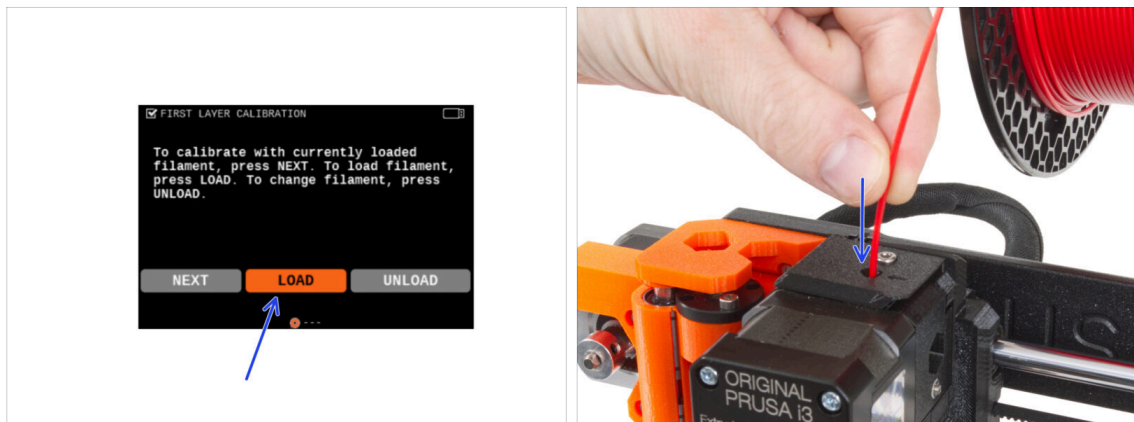 FIRST LAYER CALIBRATION
To calibrate with currently loaded
filament, press NEXT. To load filament,
press LOAD. To change filament, press
UNLOAD.
NEXT
LOAD
UNLOAD
ORIGINAL
PRUSA i3